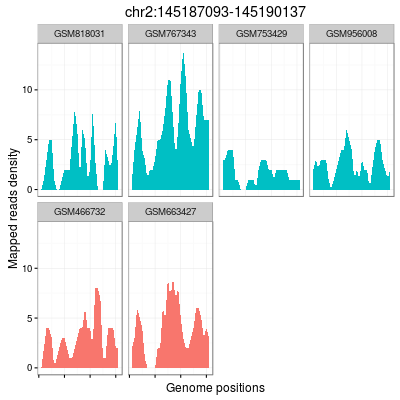 chr2:145187093-145190137
GSM818031 GSM767343 GSM753429 GSM956008
10
5
0
GSM466732 GSM663427
10
5
0
Mapped reads density
Genome positions